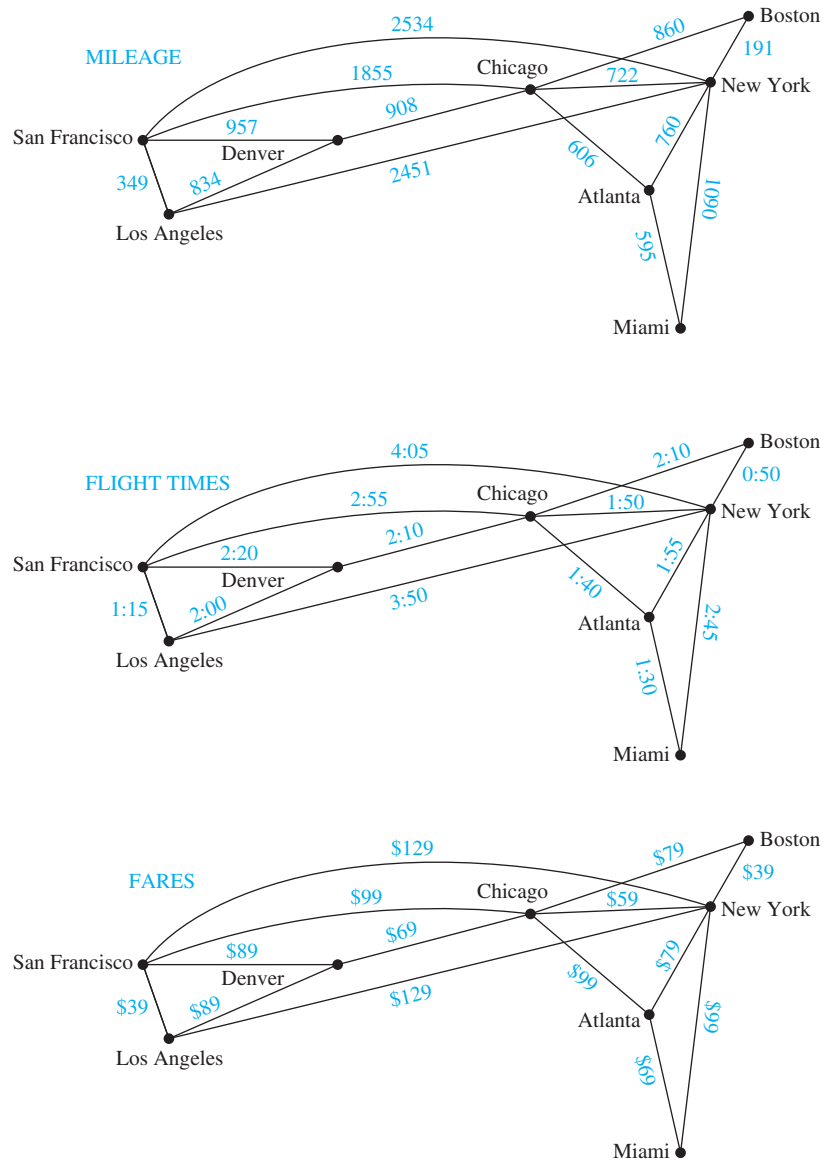 Boston
2534
860
191
MILEAGE
Chicago
1855
722
New York
908
San Francisco
957
760
Denver
606
2451
349
834
Atlanta
1090
Los Angeles
595
Miami
Boston
4:05
2:10
0:50
FLIGHT TIMES
Chicago
2:55
1:50
New York
2:10
San Francisco
2:20
1:55
Denver
1:40
3:50
1:15
2:00
Atlanta
2:45
Los Angeles
1:30
Miami
Boston
$129
$79
$39
FARES
Chicago
$99
$59
New York
$69
San Francisco
$89
$79
Denver
$99
$129
$39
$89
Atlanta
$99
Los Angeles
$69
Miami